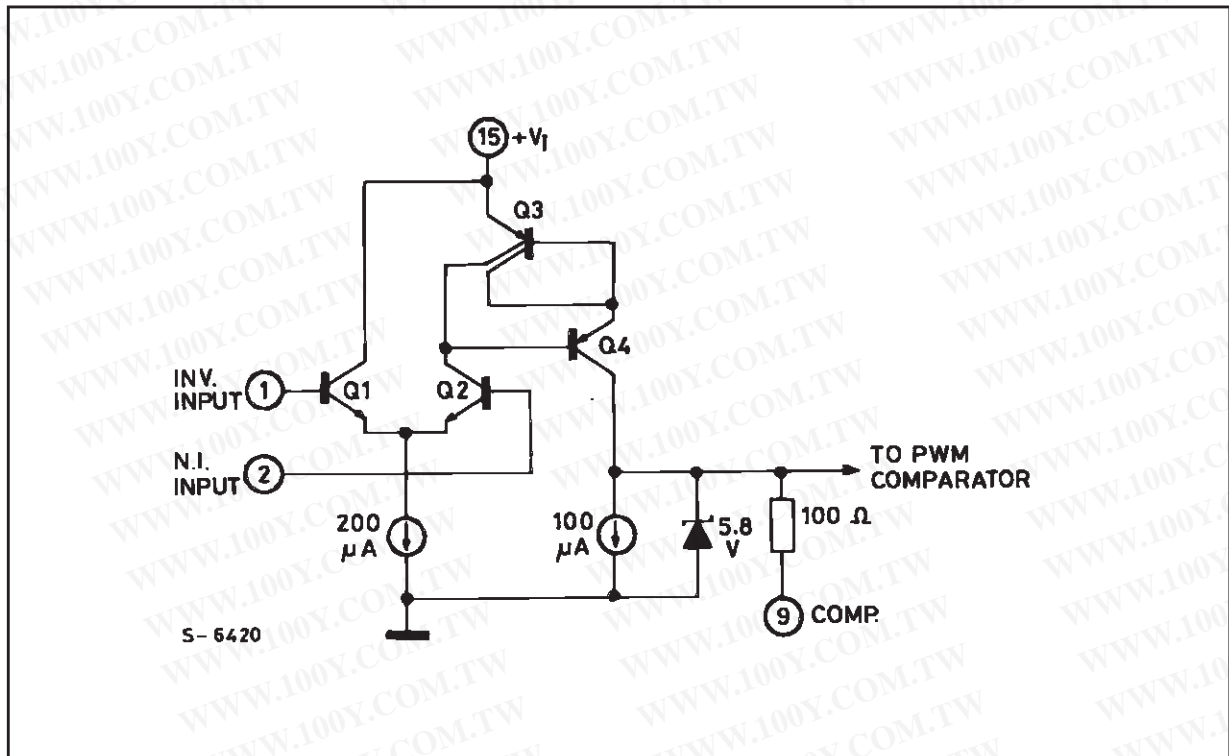 15 +VI
Q3
Q4
INV. INPUT 1
Q1 Q2
N.I. INPUT 2
TO PWM COMPARATOR
200 µA
100 µA
5.8 V
100 Ω
9 COMP.
S-6420
WWW.100Y.COM.TW